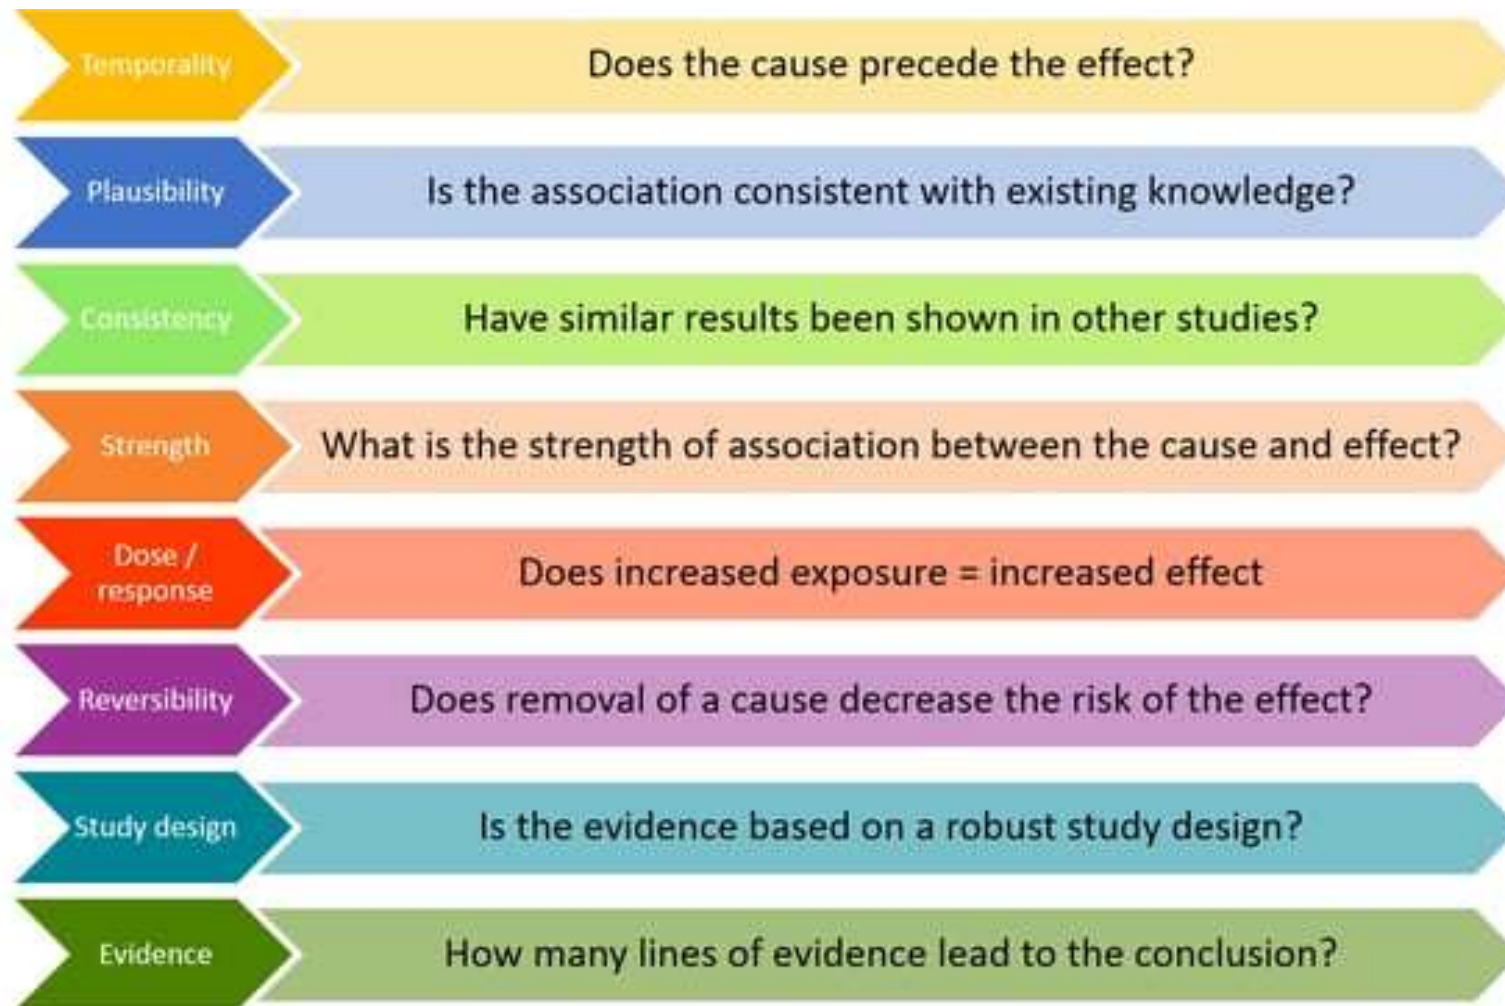 Temporality
Does the cause precede the effect?
Plausibility
Is the association consistent with existing knowledge?
Consistency
Have similar results been shown in other studies?
Strength
What is the strength of association between the cause and effect?
Dose /
response
Does increased exposure = increased effect
Reversibility
Does removal of a cause decrease the risk of the effect?
Study design
Is the evidence based on a robust study design?
Evidence
How many lines of evidence lead to the conclusion?